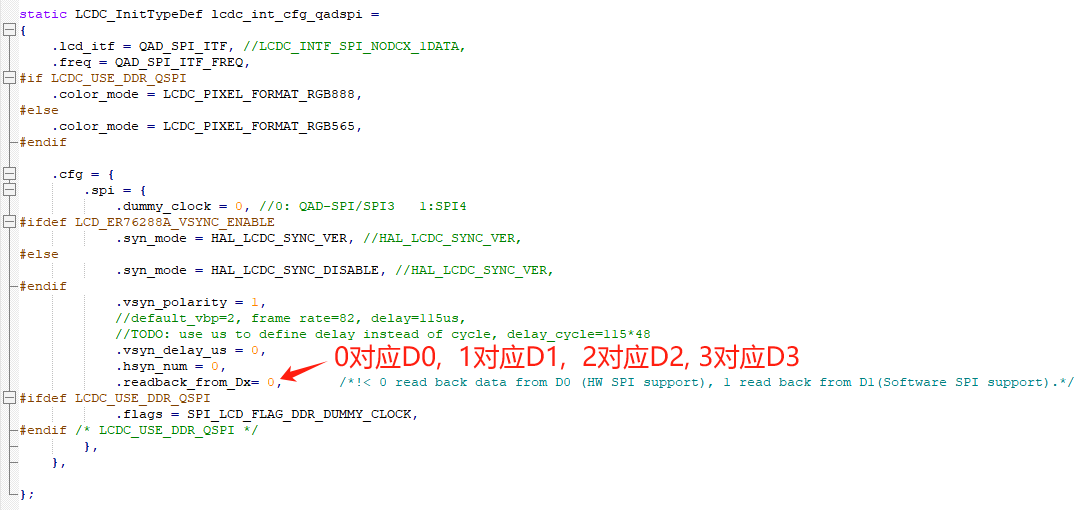 static LCDC_InitTypeDef lcdc_int_cfg_qadspi =
{
.lcd_itf = QAD_SPI_ITF, //LCDC_INTF_SPI_NODCX_1DATA,
.freq = QAD_SPI_ITF_FREQ,
#if LCDC_USE_DDR_QSPI
.color_mode = LCDC_PIXEL_FORMAT_RGB888,
#else
.color_mode = LCDC_PIXEL_FORMAT_RGB565,
#endif
.cfg = {
.spi = {
.dummy_clock = 0, //0: QAD-SPI/SPI3   1:SPI4
#ifdef LCD_ER76288A_VSYNC_ENABLE
.syn_mode = HAL_LCDC_SYNC_VER, //HAL_LCDC_SYNC_VER,
#else
.syn_mode = HAL_LCDC_SYNC_DISABLE, //HAL_LCDC_SYNC_VER,
#endif
.vsyn_polarity = 1,
//default_vbp=2, frame rate=82, delay=115us,
//TODO: use us to define delay instead of cycle, delay_cycle=115*48
.vsyn_delay_us = 0,
0对应D0, 1对应D1, 2对应D2, 3对应D3
.hsyn_num = 0,
.readback_from_Dx= 0,        /*!< 0 read back data from D0 (HW SPI support), 1 read back from D1(Software SPI support).*/
#ifdef LCDC_USE_DDR_QSPI
.flags = SPI_LCD_FLAG_DDR_DUMMY_CLOCK,
#endif /* LCDC_USE_DDR_QSPI */
},
},
};